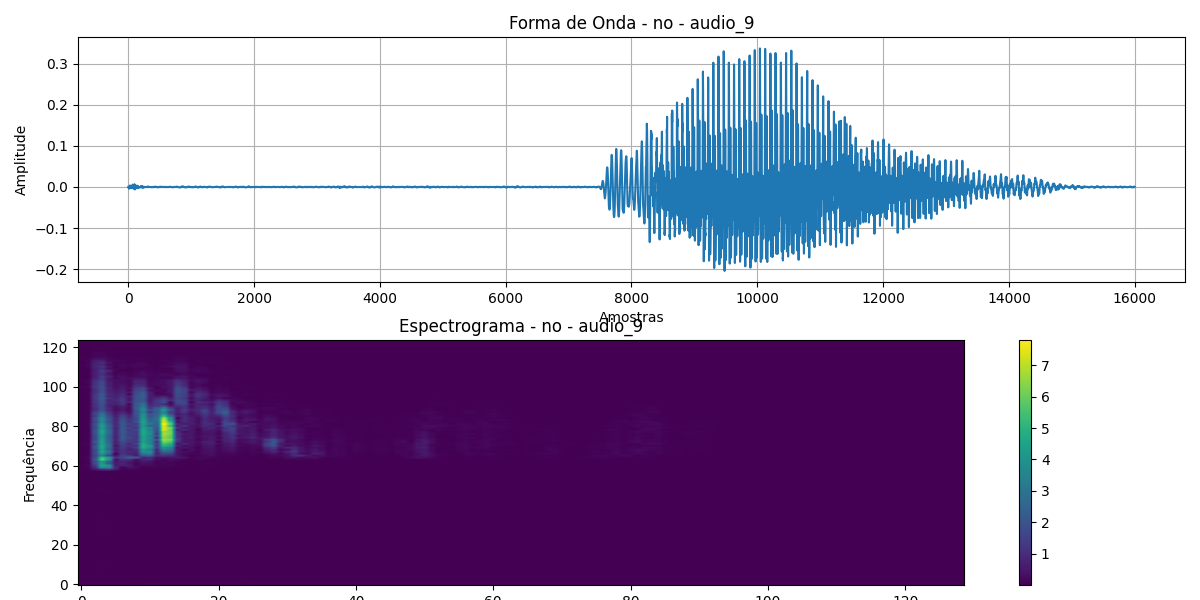 Forma de Onda - no - audio_9
Amplitude
0.3
0.2
0.1
0.0
−0.1
−0.2
0 2000 4000 6000 8000 10000 12000 14000 16000
Amostras
Espectrograma - no - audio_9
Frequência
120
100
80
60
40
20
0
0 20 40 60 80 100 120
7
6
5
4
3
2
1